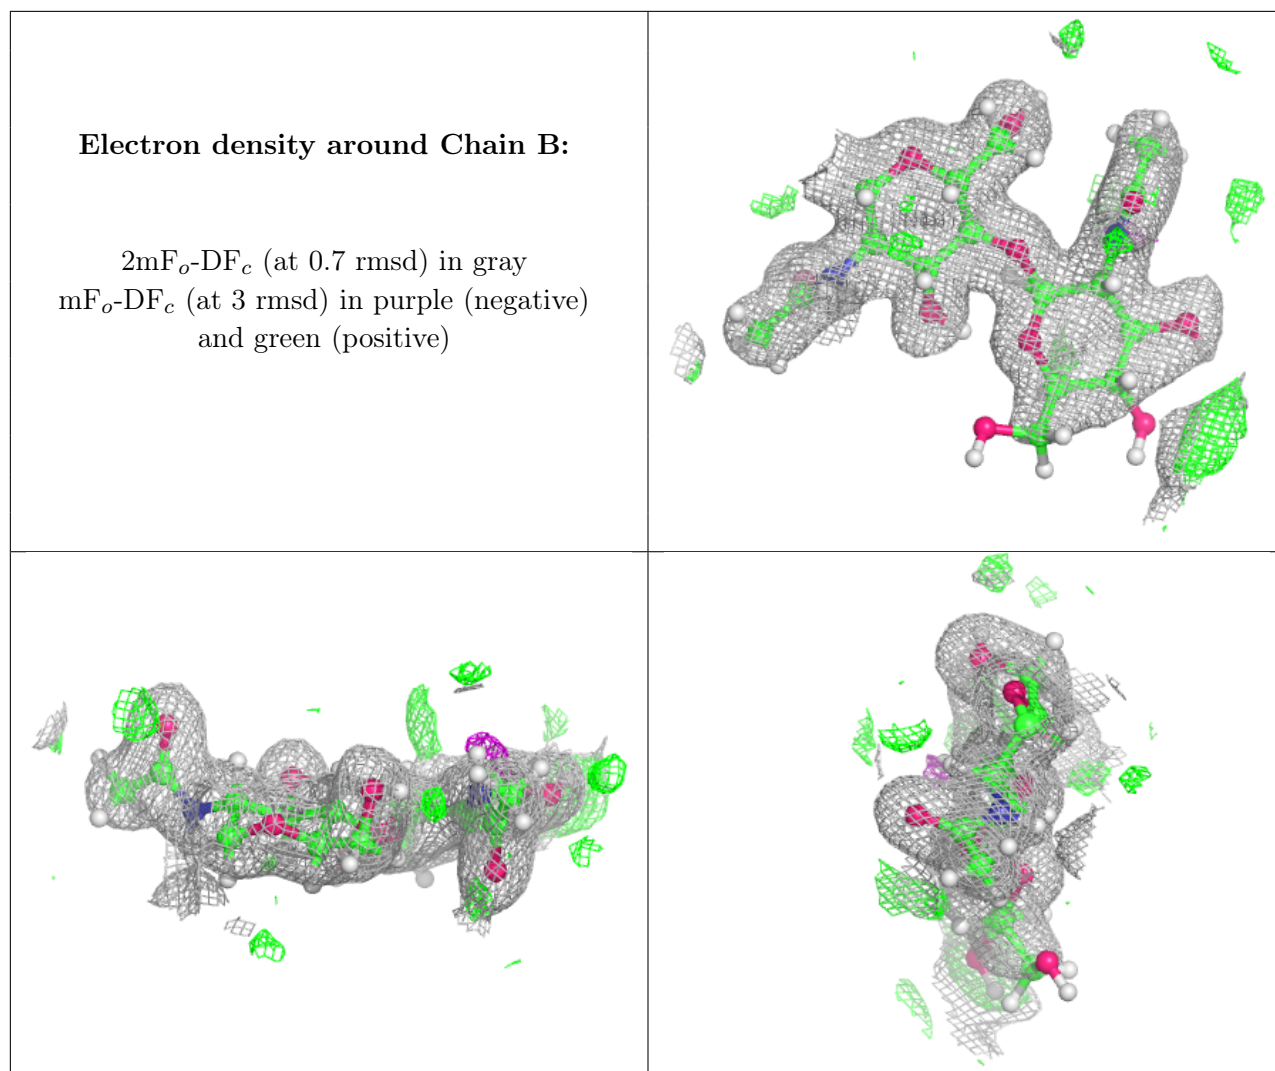 Electron density around Chain B:
2mFo-DFc (at 0.7 rmsd) in gray
mFo-DFc (at 3 rmsd) in purple (negative)
and green (positive)